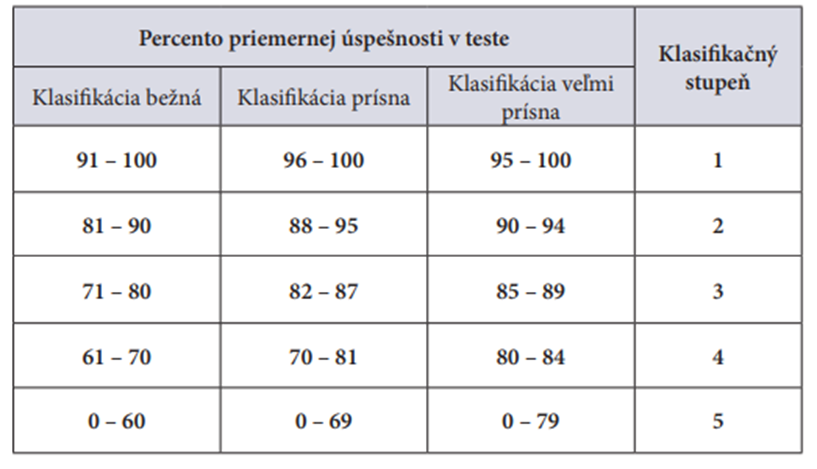 Percento priemernej úspešnosti v teste
Klasifikačný
stupeň
Klasifikácia bežná
Klasifikácia prísna
Klasifikácia veľmi
prísna
91 – 100 96 – 100 95 – 100 1
81 – 90 88 – 95 90 – 94 2
71 – 80 82 – 87 85 – 89 3
61 – 70 70 – 81 80 – 84 4
0 – 60 0 – 69 0 – 79 5